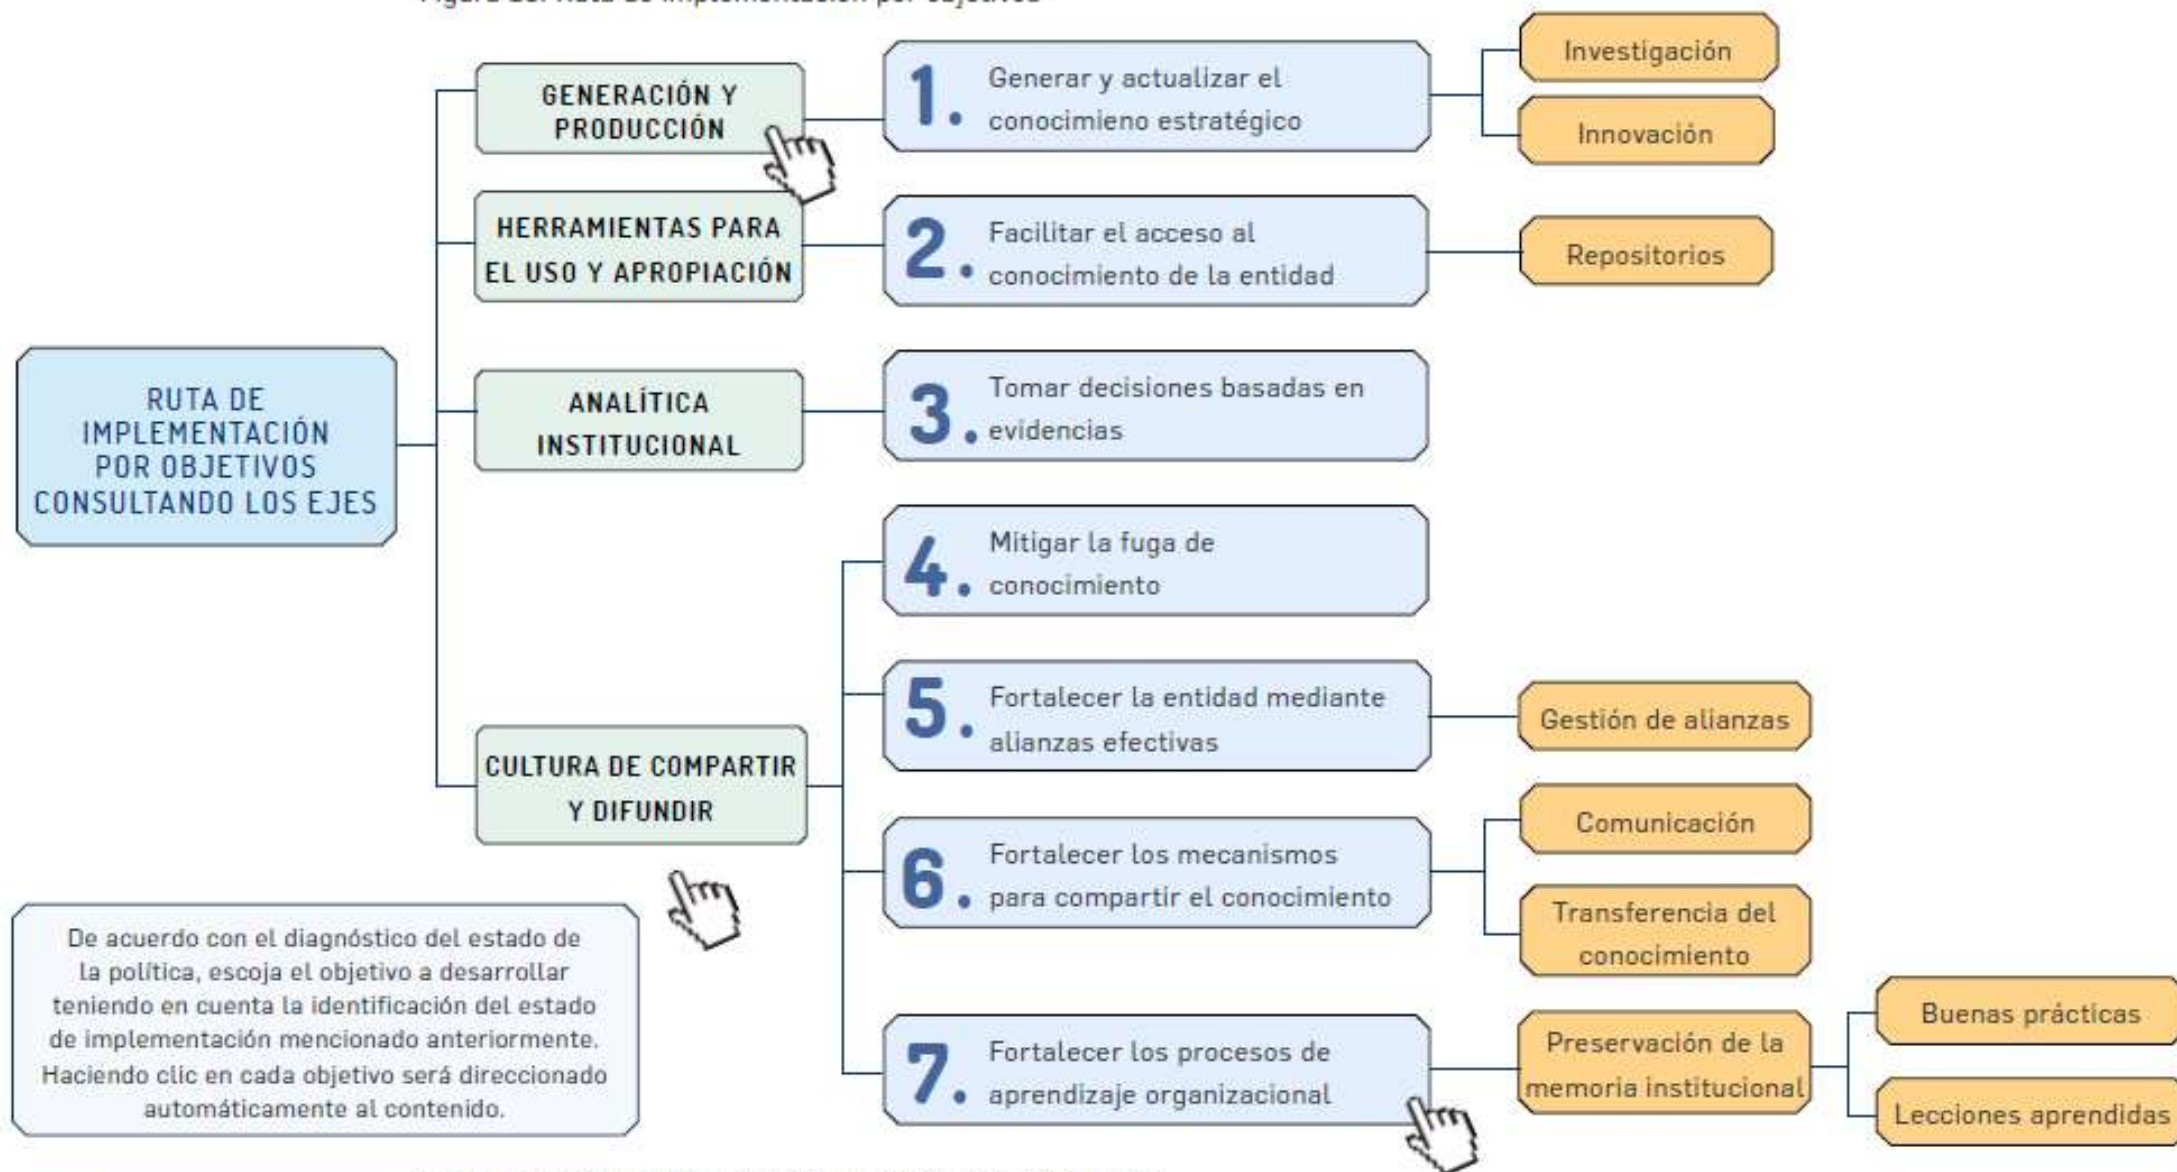 RUTA DE
IMPLEMENTACIÓN
POR OBJETIVOS
CONSULTANDO LOS EJES
GENERACIÓN Y
PRODUCCIÓN
1. Generar y actualizar el
conocimieno estratégico
Investigación
Innovación
HERRAMIENTAS PARA
EL USO Y APROPIACIÓN
2. Facilitar el acceso al
conocimiento de la entidad
Repositorios
ANALÍTICA
INSTITUCIONAL
3. Tomar decisiones basadas en
evidencias
CULTURA DE COMPARTIR
Y DIFUNDIR
4. Mitigar la fuga de
conocimiento
5. Fortalecer la entidad mediante
alianzas efectivas
Gestión de alianzas
6. Fortalecer los mecanismos
para compartir el conocimiento
Comunicación
Transferencia del
conocimiento
7. Fortalecer los procesos de
aprendizaje organizacional
Preservación de la
memoria institucional
Buenas prácticas
Lecciones aprendidas
De acuerdo con el diagnóstico del estado de
la política, escoja el objetivo a desarrollar
teniendo en cuenta la identificación del estado
de implementación mencionado anteriormente.
Haciendo clic en cada objetivo será direccionado
automáticamente al contenido.